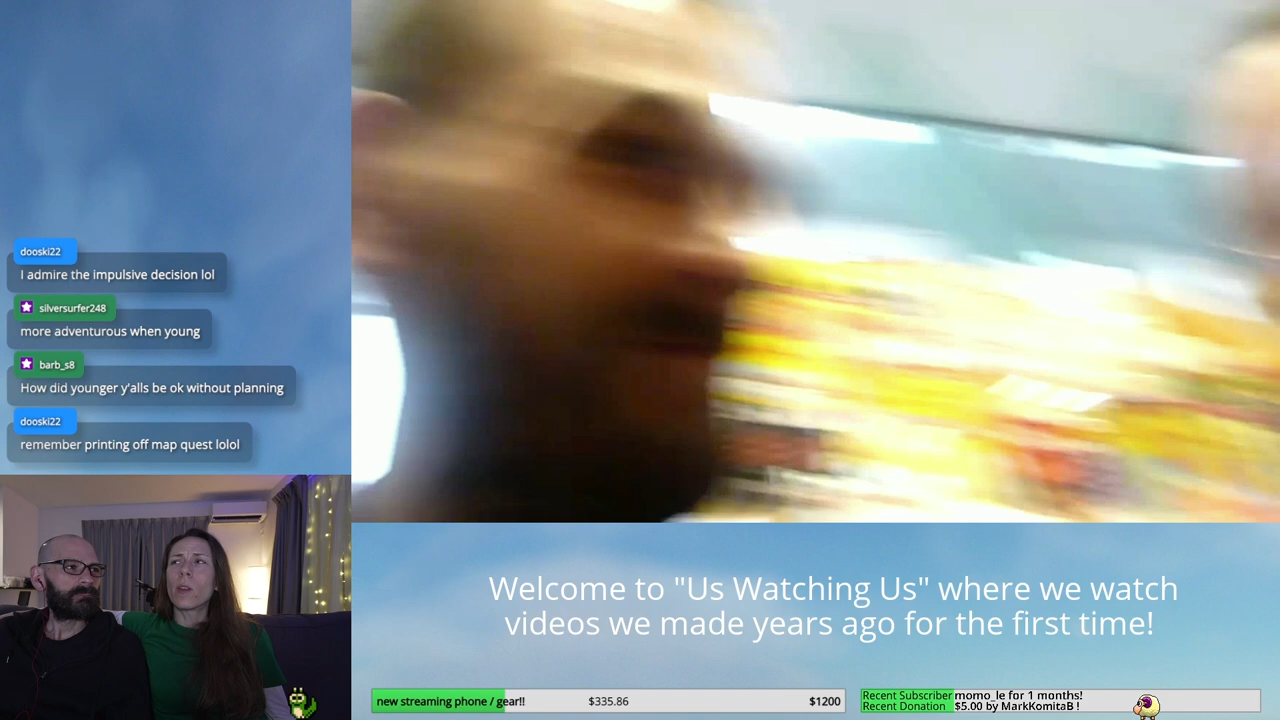 dooski22
I admire the impulsive decision lol
silversurfer248
more adventurous when young
barb_s8
How did younger y'alls be ok without planning
dooski22
remember printing off map quest lolol
Welcome to "Us Watching Us" where we watch
videos we made years ago for the first time!
new streaming phone / gear!! $335.86 $1200
Recent Subscriber momo_le for 1 months!
Recent Donation $5.00 by MarkKomitaB !